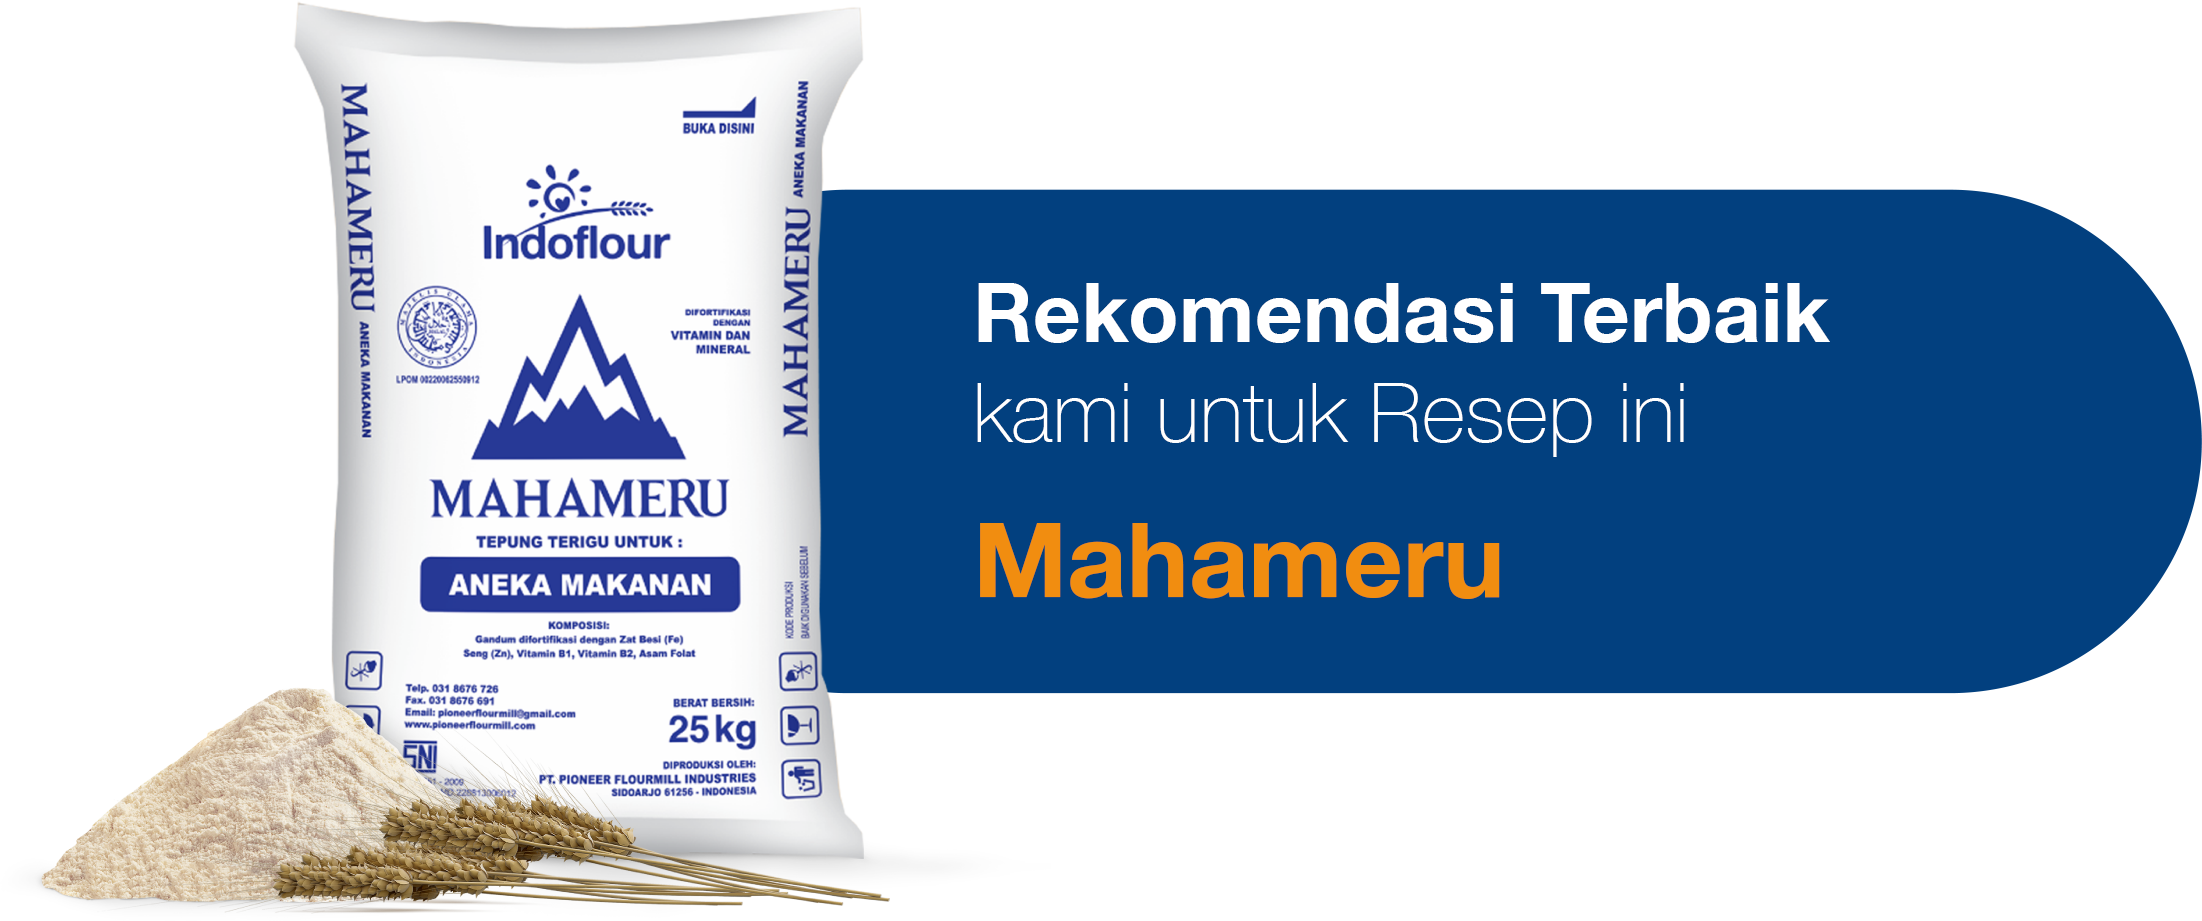 MAHAMERU ANEKA MAKANAN
BUKA DISINI
MAHAMERU ANEKA MAKANAN
Indoflour
MAJELIS ULAMA
INDONESIA
LPOM 00220062550912
DIFORTIFIKASI
DENGAN
VITAMIN DAN
MINERAL
MAHAMERU
TEPUNG TERIGU UNTUK :
ANEKA MAKANAN
KOMPOSISI:
Gandum difortifikasi dengan Zat Besi (Fe)
Seng (Zn), Vitamin B1, Vitamin B2, Asam Folat
KODE PRODUKSI
BAIK DIGUNAKAN SEBELUM
Telp. 031 8676 726
Fax. 031 8676 691
Email: pioneerflourmill@gmail.com
www.pioneerflourmill.com
SNI
BERAT BERSIH:
25 kg
DIPRODUKSI OLEH:
PT. PIONEER FLOURMILL INDUSTRIES
SIDOARJO 61256 - INDONESIA
Rekomendasi Terbaik
kami untuk Resep ini
Mahameru